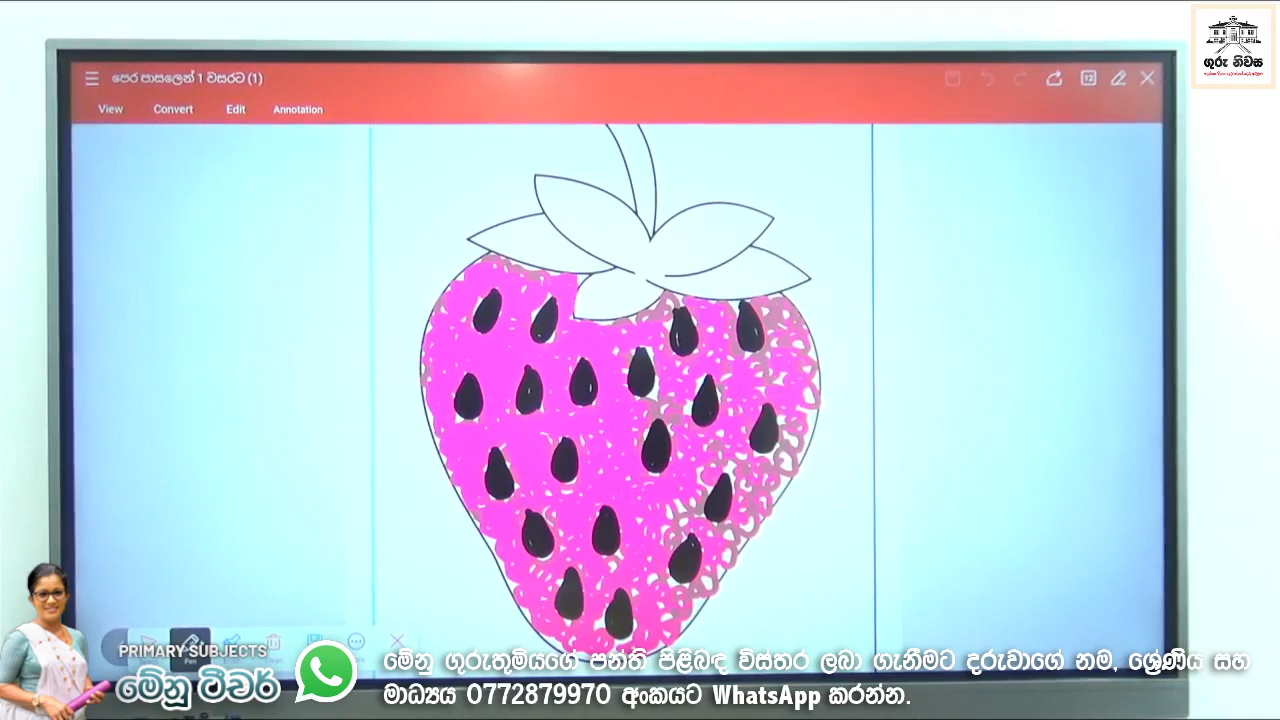 ගුරු නිවස
පෙර පාසලෙන් 1 වසරට (1)
12
View Convert Edit Annotation
Pen
PRIMARY SUBJECTS
මේනු ටීචර්
මේනු ගුරුතුමියගේ පන්ති පිළිබඳ විස්තර ලබා ගැනීමට දරුවාගේ නම, ශ්‍රේණිය සහ
මාධ්‍යය 0772879970 අංකයට WhatsApp කරන්න.